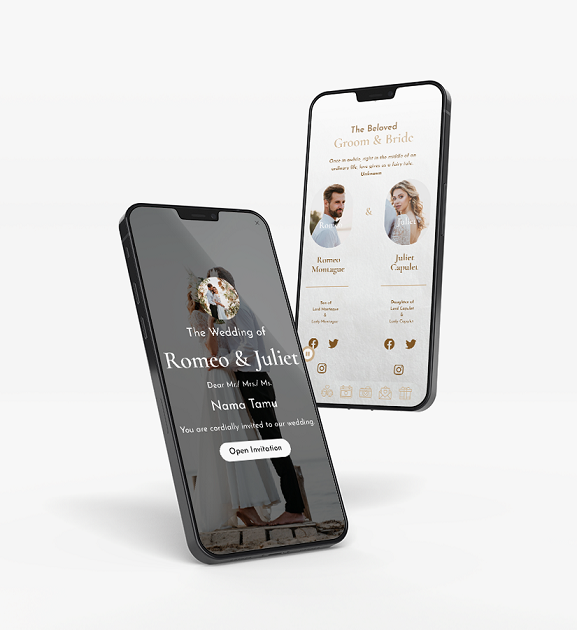 The Wedding of
Romeo & Juliet
Dear Mr./ Mrs./ Ms.
Nama Tamu
You are cordially invited to our wedding
Open Invitation
The Beloved
Groom & Bride
Once in awhile, right in the middle of an
ordinary life, love gives us a fairy tale.
Unknown
&
Romeo
Montague
Juliet
Capulet
Son of
Lord Montague
&
Lady Montague
Daughter of
Lord Capulet
&
Lady Capulet